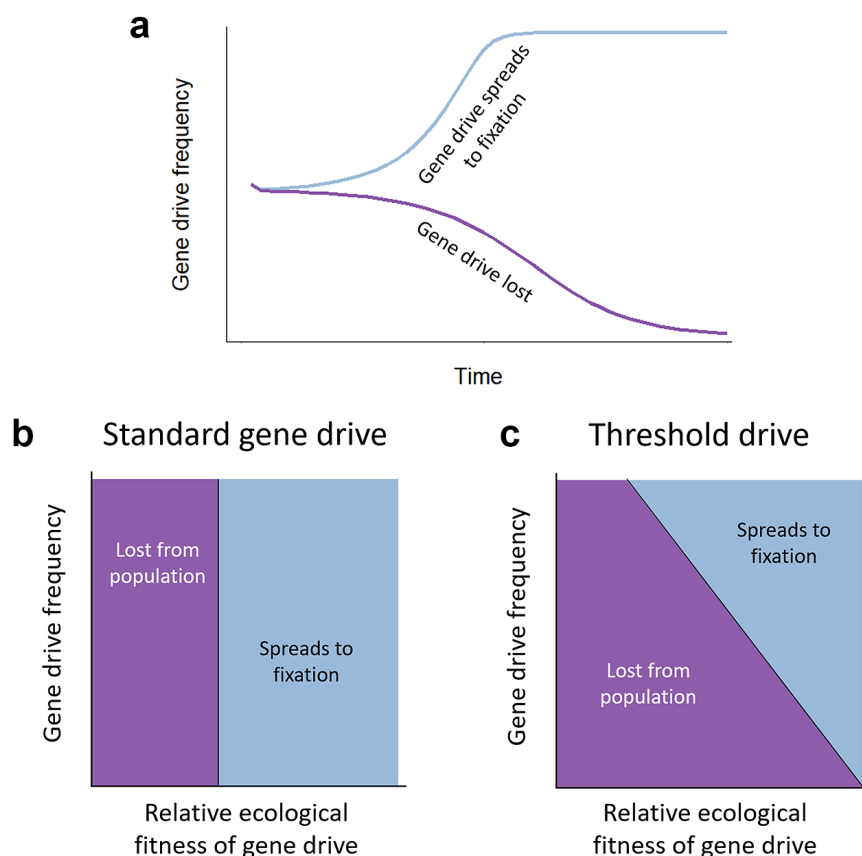 a
Gene drive frequency
Gene drive spreads
to fixation
Gene drive lost
Time
b
Standard gene drive
Gene drive frequency
Lost from
population
Spreads to
fixation
Relative ecological
fitness of gene drive
c
Threshold drive
Gene drive frequency
Spreads to
fixation
Lost from
population
Relative ecological
fitness of gene drive